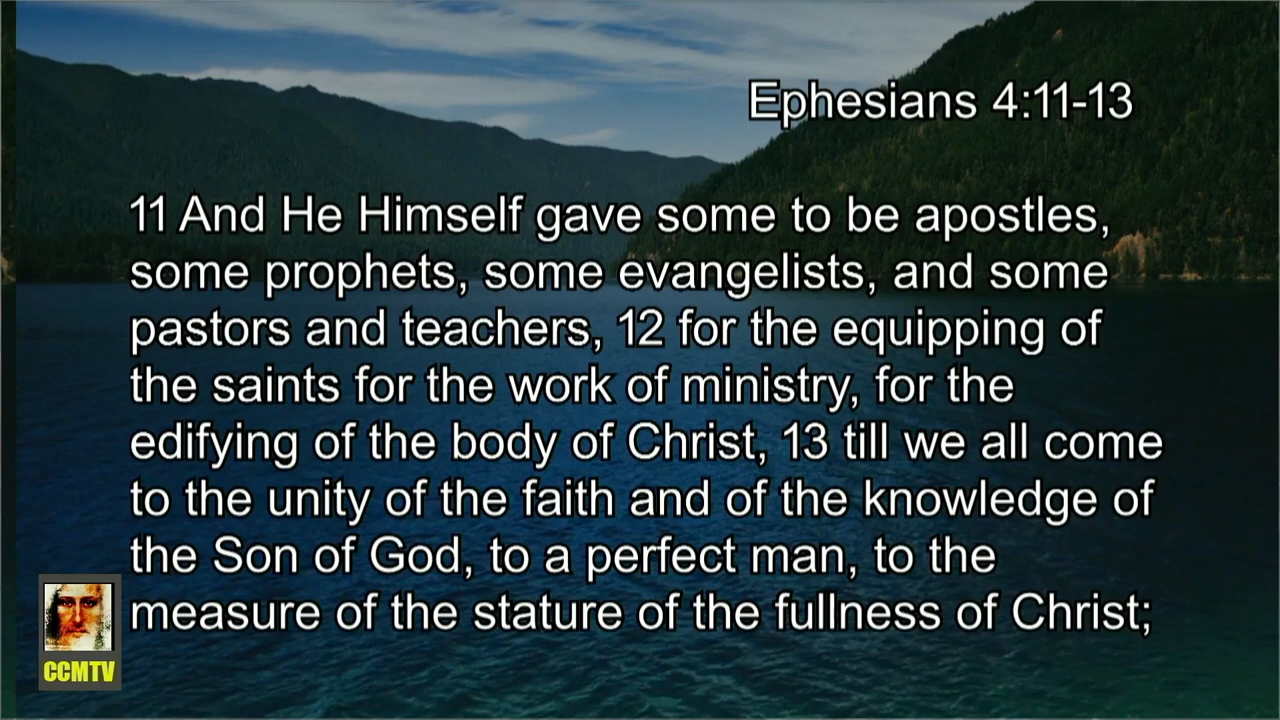 Ephesians 4:11-13
11 And He Himself gave some to be apostles,
some prophets, some evangelists, and some
pastors and teachers, 12 for the equipping of
the saints for the work of ministry, for the
edifying of the body of Christ, 13 till we all come
to the unity of the faith and of the knowledge of
the Son of God, to a perfect man, to the
measure of the stature of the fullness of Christ;
CCMTV